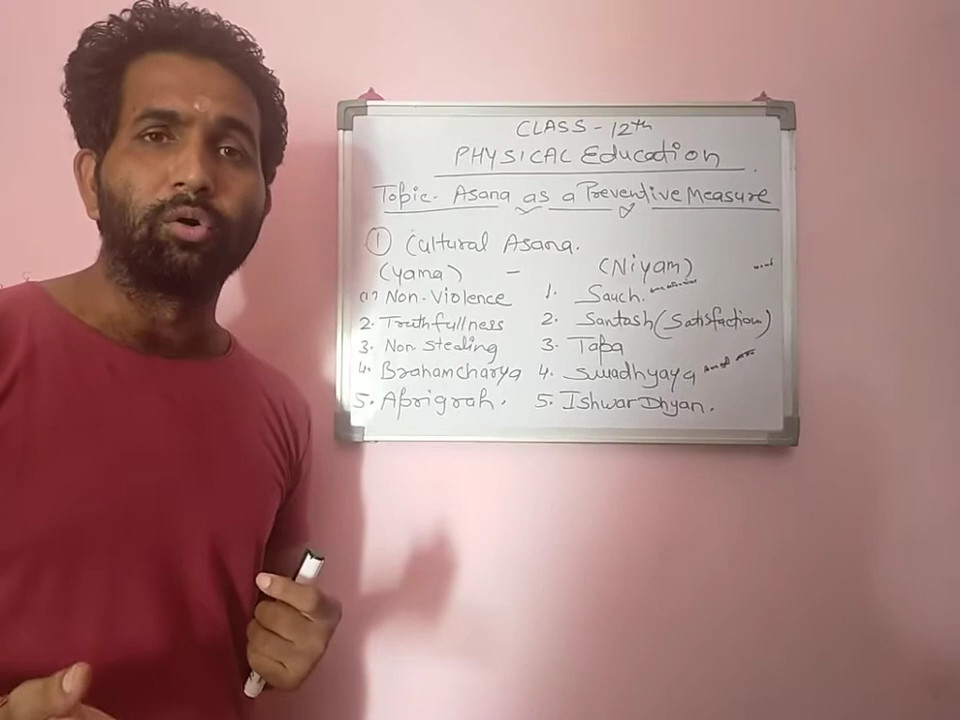 CLASS - 12th
PHYSICAL Education
Topic - Asana as a Preventive Measure
① Cultural Asana.
(Yama) - (Niyam)
(1) Non-Violence 1. Sauch.
2. Truthfullness 2. Santosh (Satisfaction)
3. Non Stealing 3. Tapa
4. Brahamcharya 4. Swadhyaya
5. Aprigrah. 5. Ishwar Dhyan.